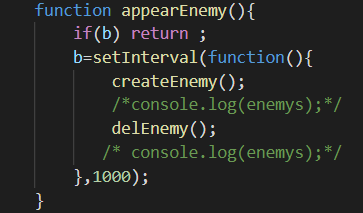 function appearEnemy(){
if(b) return ;
b=setInterval(function(){
createEnemy();
/*console.log(enemys);*/
delEnemy();
/* console.log(enemys);*/
},1000);
}